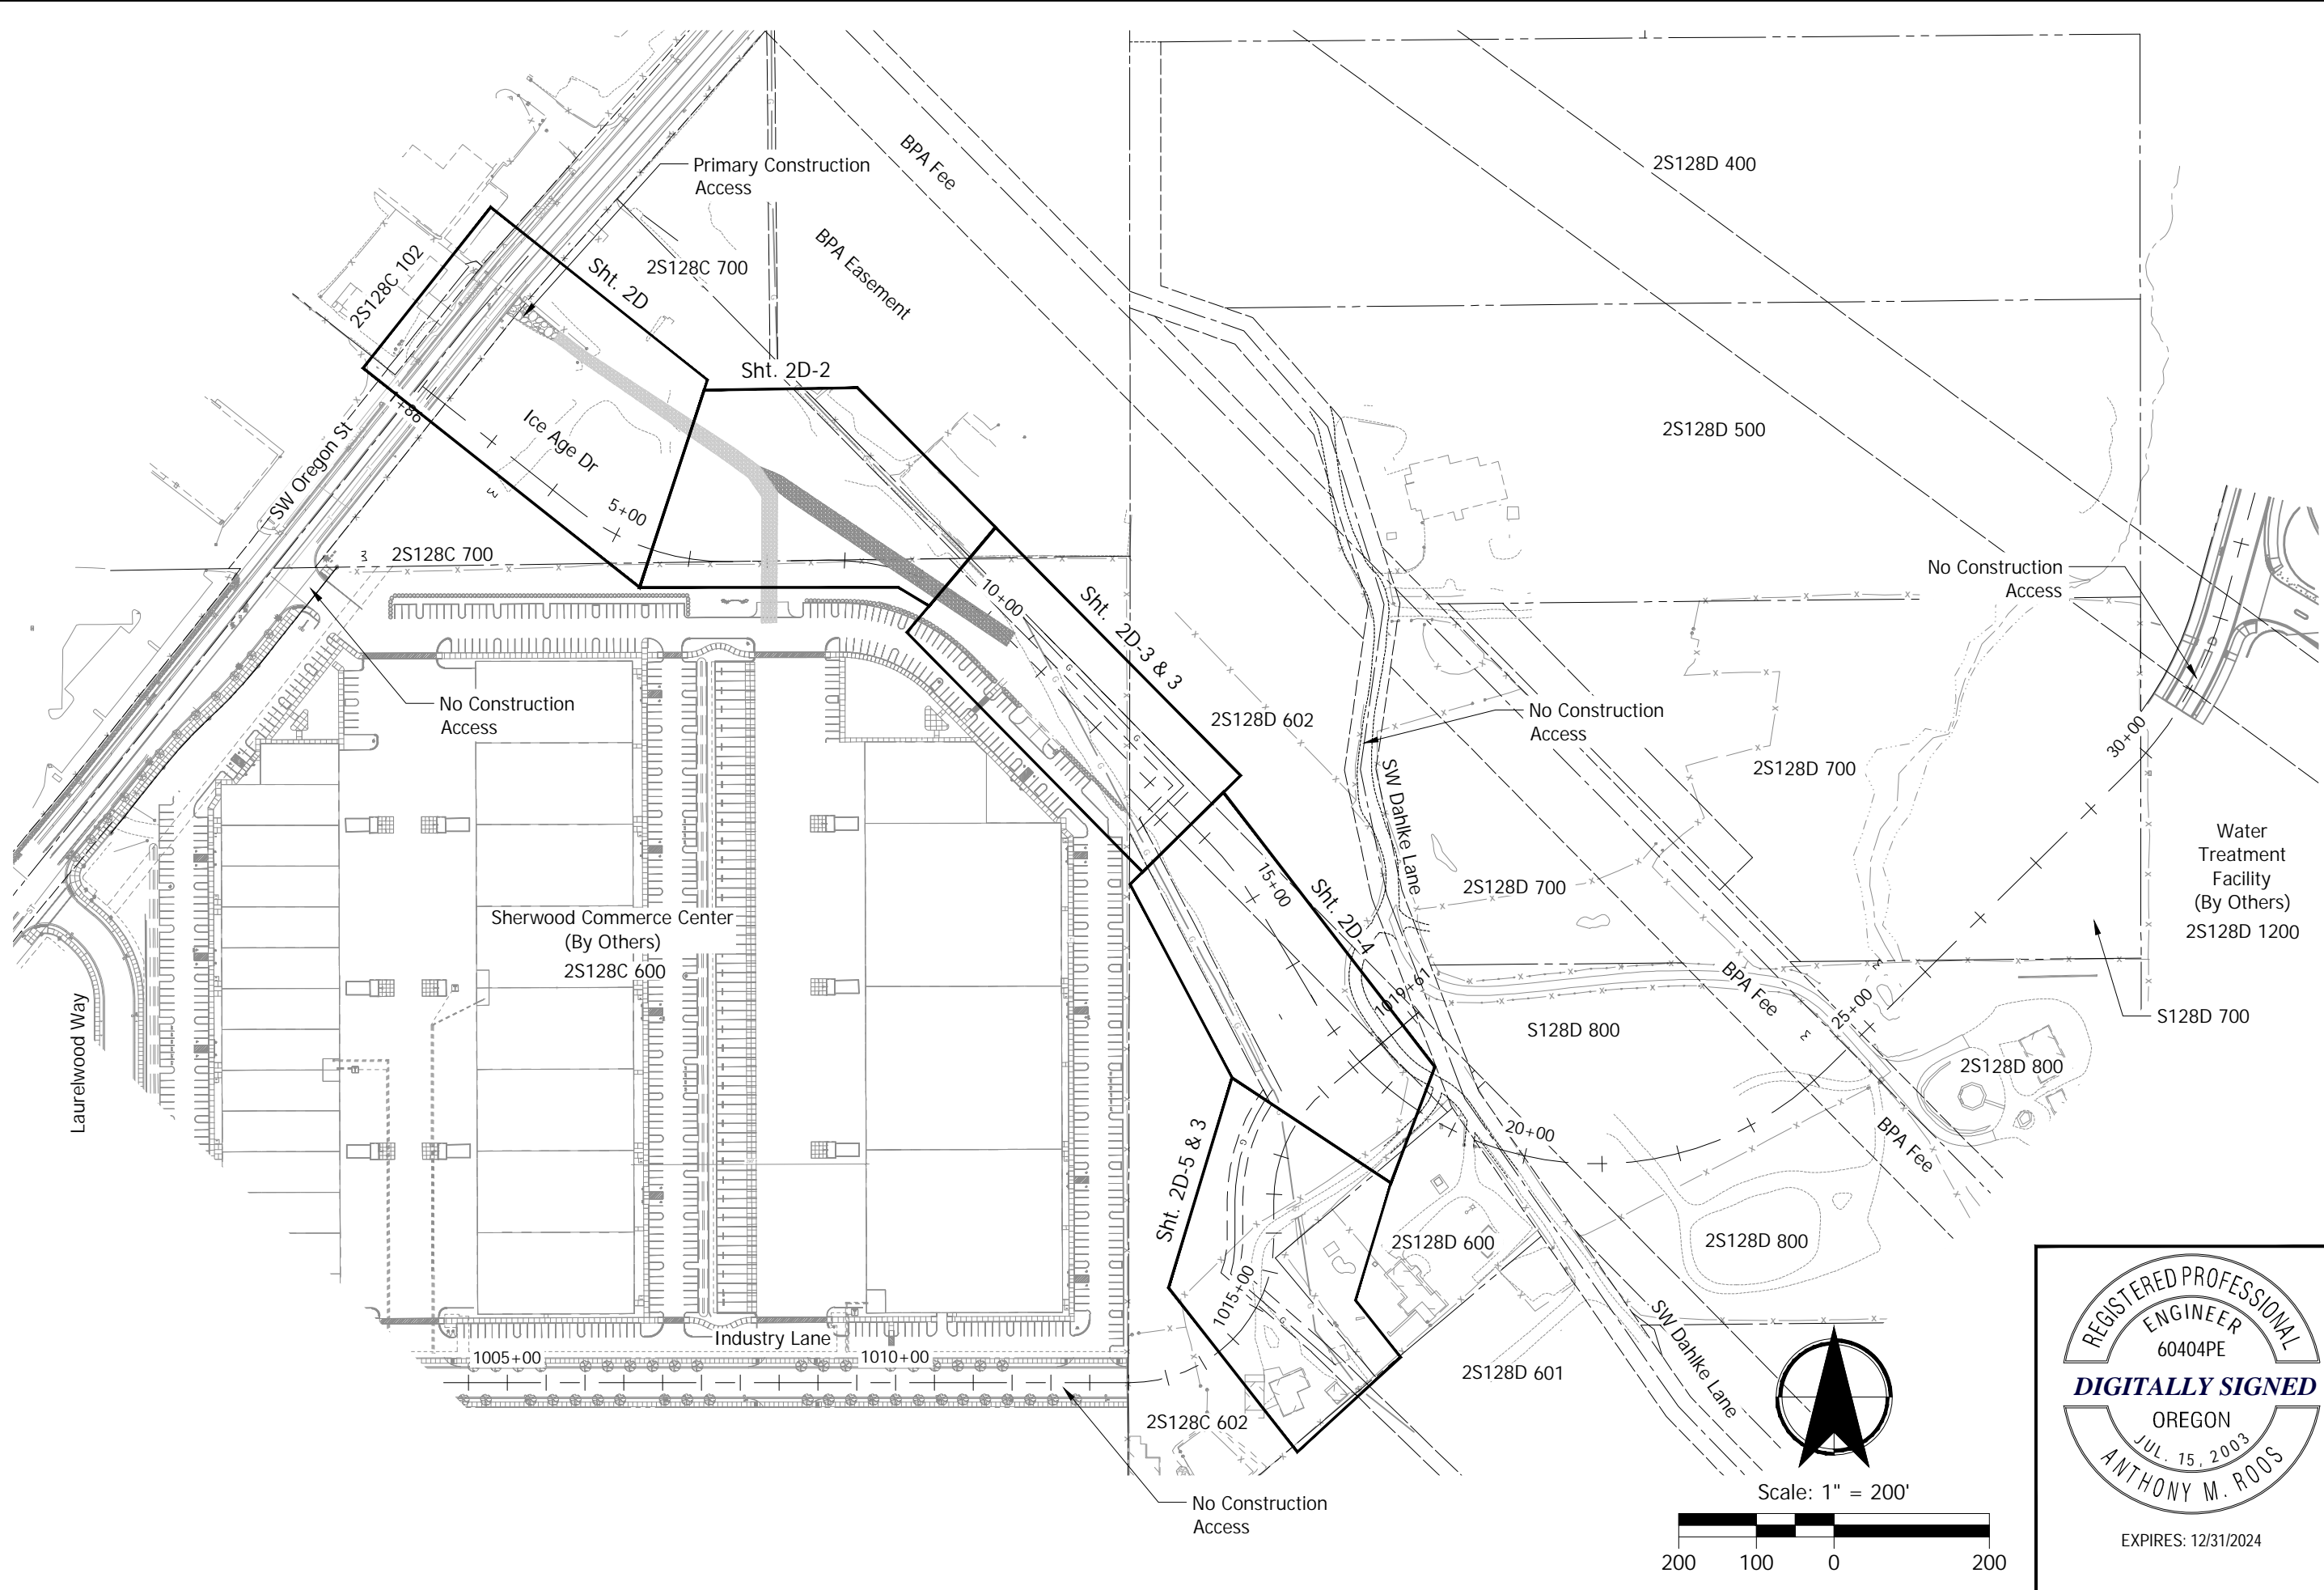 Primary Construction
Access
BPA Fee
2S128D 400
BPA Easement
2S128C 102
Sht. 2D
2S128C 700
Sht. 2D-2
1+86
Ice Age Dr
SW Oregon St
5+00
2S128D 500
2S128C 700
No Construction
Access
10+00
Sht. 2D-3 & 3
No Construction
Access
2S128D 602
No Construction
Access
SW Dahlke Lane
2S128D 700
30+00
Water
Treatment
Facility
(By Others)
2S128D 1200
15+00
Sht. 2D-4
2S128D 700
Sherwood Commerce Center
(By Others)
2S128C 600
1019+61
BPA Fee
25+00
S128D 700
S128D 800
2S128D 800
Laurelwood Way
20+00
BPA Fee
Sht. 2D-5 & 3
2S128D 600
2S128D 800
1015+00
Industry Lane
1005+00
1010+00
SW Dahlke Lane
2S128D 601
2S128C 602
No Construction
Access
Scale: 1" = 200'
200 100 0 200
REGISTERED PROFESSIONAL
ENGINEER
60404PE
DIGITALLY SIGNED
OREGON
JUL. 15, 2003
ANTHONY M. ROOS
EXPIRES: 12/31/2024